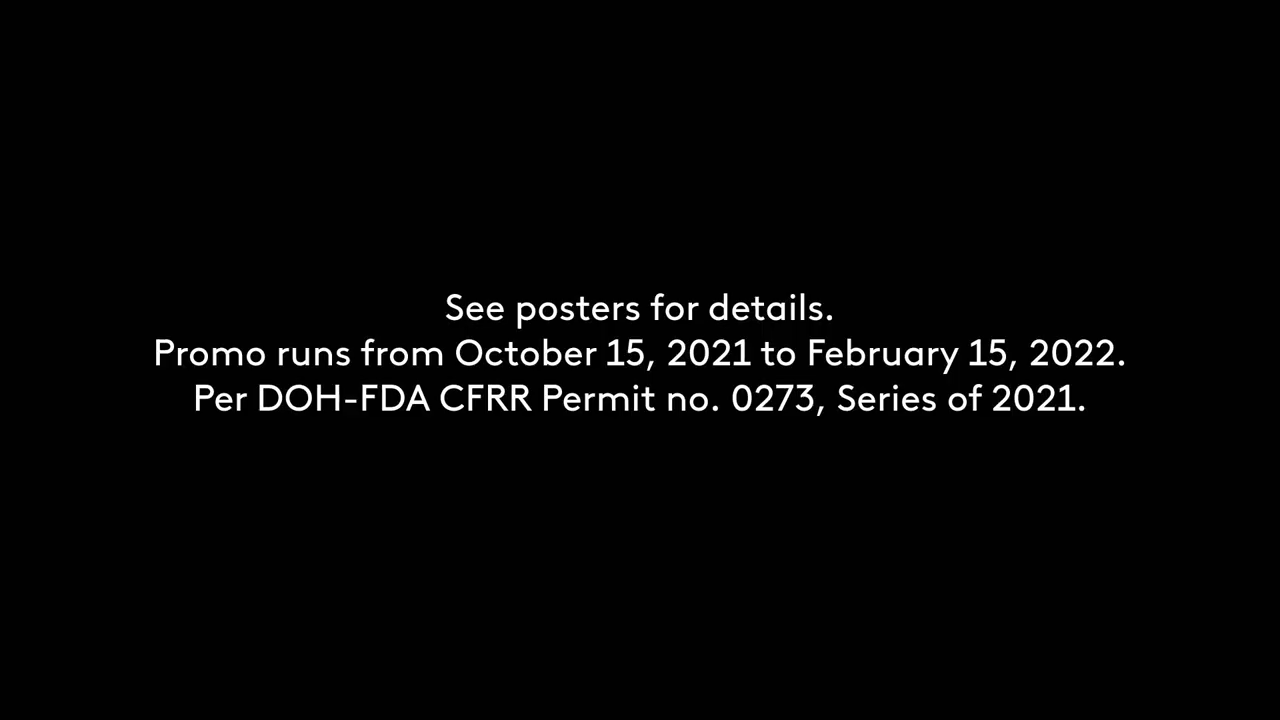 See posters for details.
Promo runs from October 15, 2021 to February 15, 2022.
Per DOH-FDA CFRR Permit no. 0273, Series of 2021.